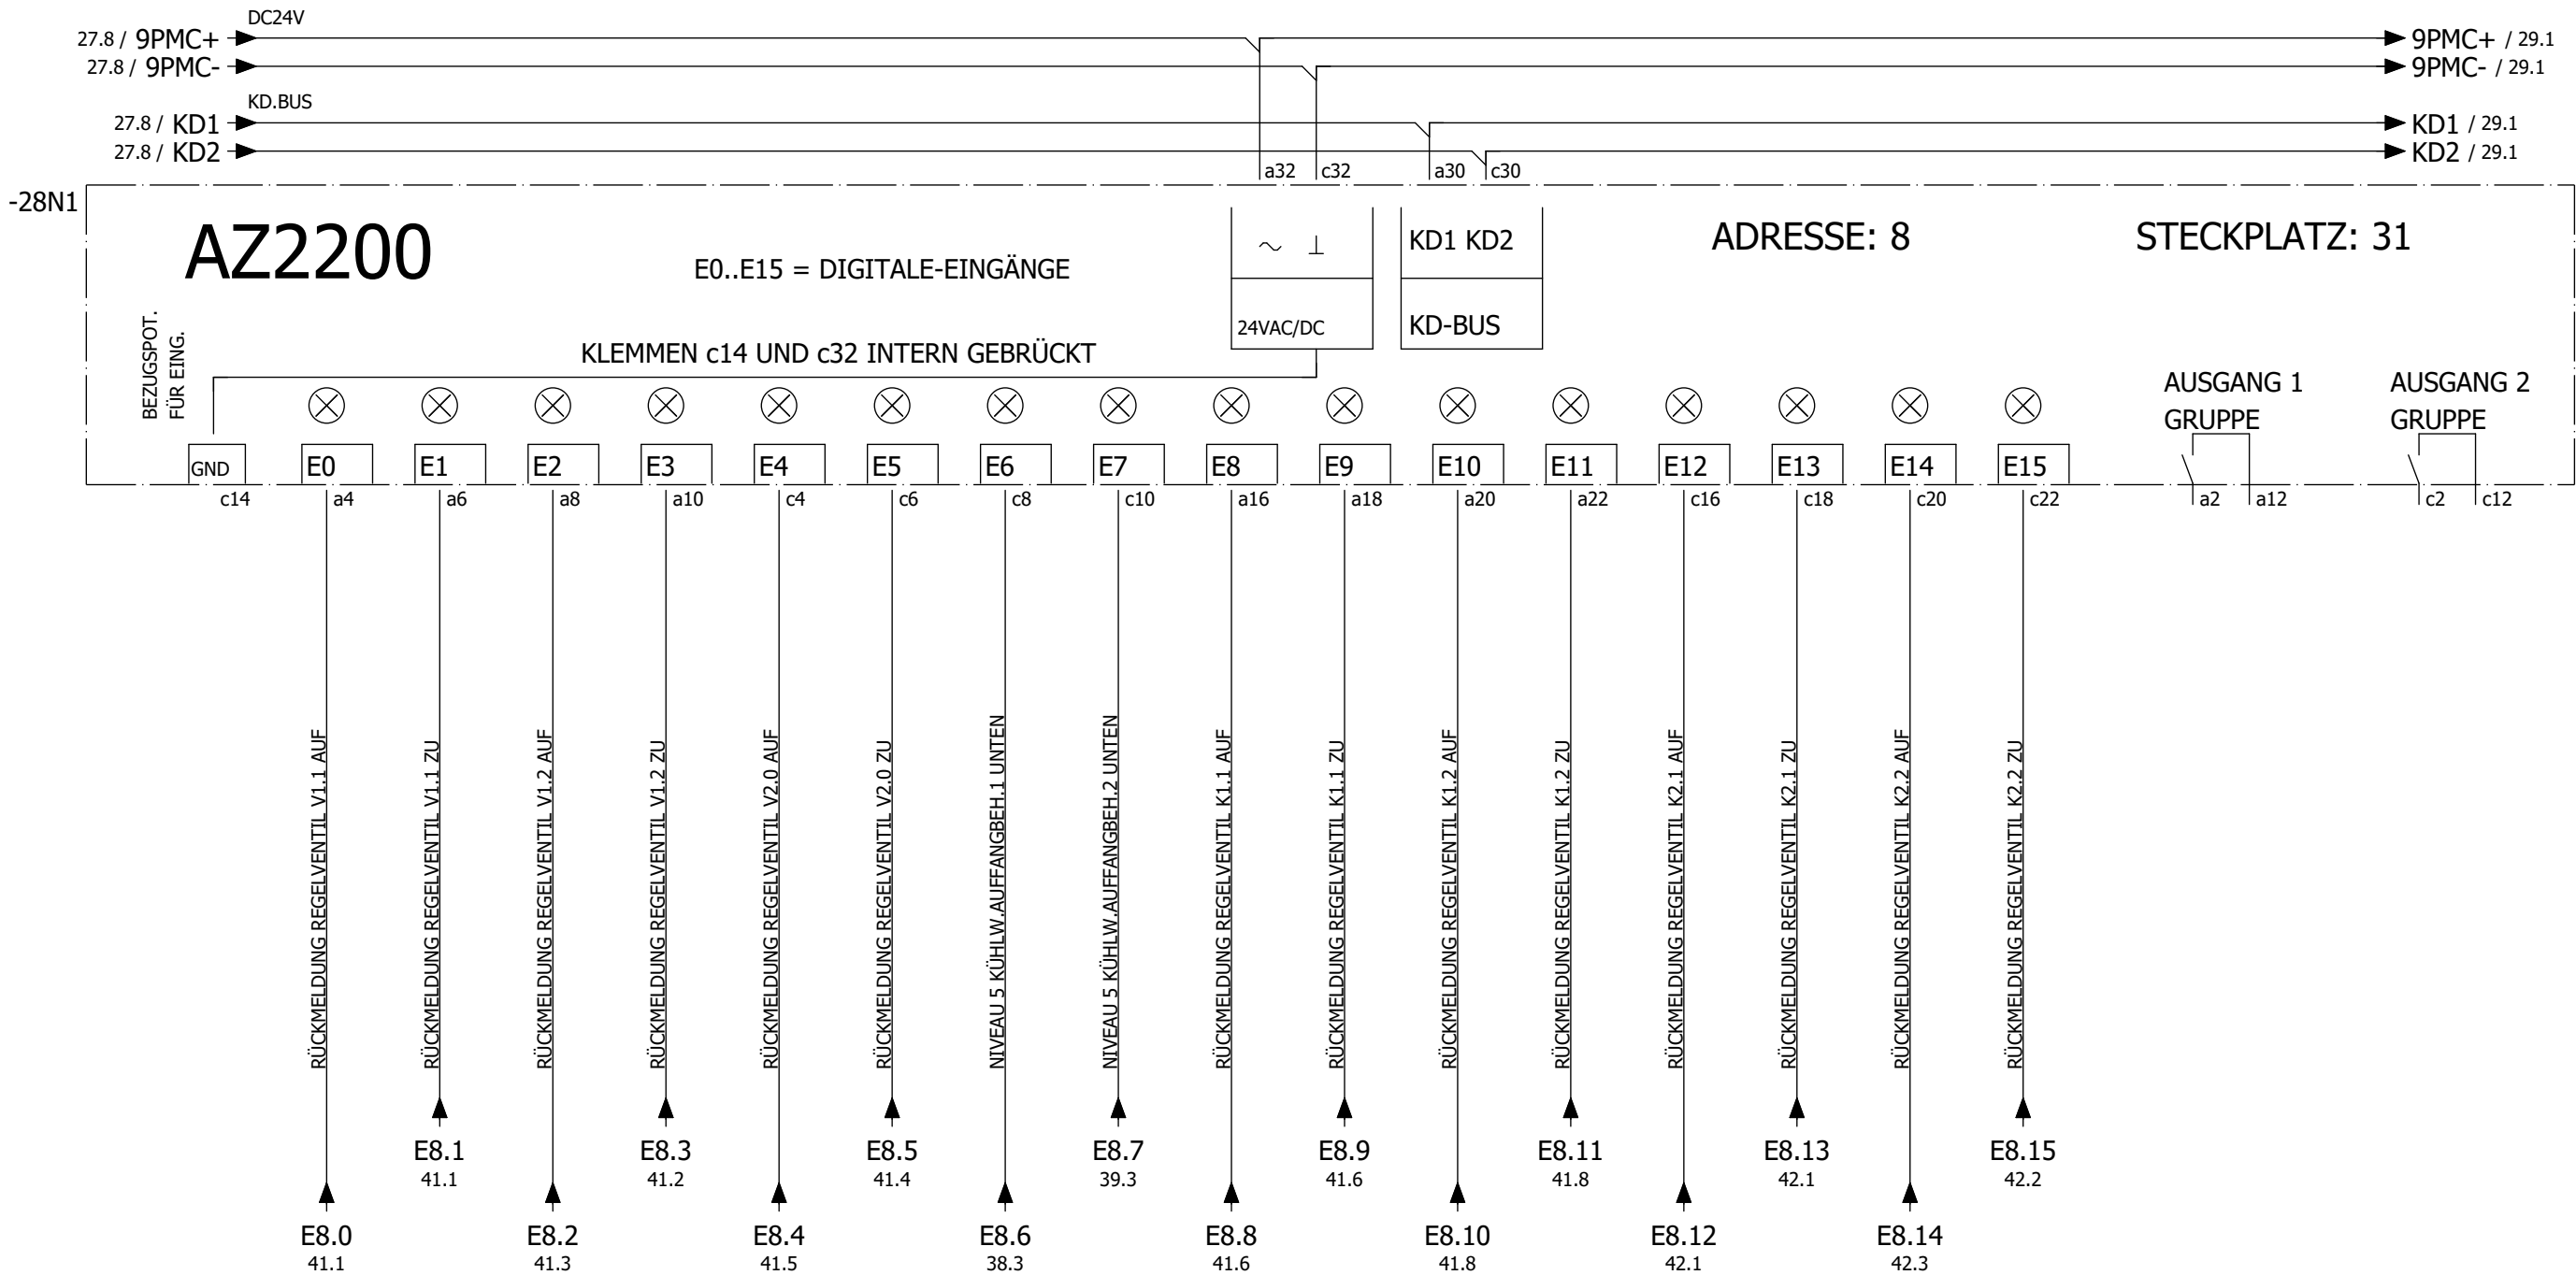 DC24V
27.8 / 9PMC+
9PMC+ / 29.1
27.8 / 9PMC-
9PMC- / 29.1
KD.BUS
27.8 / KD1
KD1 / 29.1
27.8 / KD2
KD2 / 29.1
a32 c32 a30 c30
-28N1
AZ2200
E0..E15 = DIGITALE-EINGÄNGE
~ ⊥
KD1 KD2
ADRESSE: 8
STECKPLATZ: 31
24VAC/DC
KD-BUS
BEZUGSPOT.
FÜR EING.
KLEMMEN c14 UND c32 INTERN GEBRÜCKT
AUSGANG 1
GRUPPE
AUSGANG 2
GRUPPE
GND E0 E1 E2 E3 E4 E5 E6 E7 E8 E9 E10 E11 E12 E13 E14 E15
c14 a4 a6 a8 a10 c4 c6 c8 c10 a16 a18 a20 a22 c16 c18 c20 c22 a2 a12 c2 c12
RÜCKMELDUNG REGELVENTIL V1.1 AUF
RÜCKMELDUNG REGELVENTIL V1.1 ZU
RÜCKMELDUNG REGELVENTIL V1.2 AUF
RÜCKMELDUNG REGELVENTIL V1.2 ZU
RÜCKMELDUNG REGELVENTIL V2.0 AUF
RÜCKMELDUNG REGELVENTIL V2.0 ZU
NIVEAU 5 KÜHLW.AUFFANGBEH.1 UNTEN
NIVEAU 5 KÜHLW.AUFFANGBEH.2 UNTEN
RÜCKMELDUNG REGELVENTIL K1.1 AUF
RÜCKMELDUNG REGELVENTIL K1.1 ZU
RÜCKMELDUNG REGELVENTIL K1.2 AUF
RÜCKMELDUNG REGELVENTIL K1.2 ZU
RÜCKMELDUNG REGELVENTIL K2.1 AUF
RÜCKMELDUNG REGELVENTIL K2.1 ZU
RÜCKMELDUNG REGELVENTIL K2.2 AUF
RÜCKMELDUNG REGELVENTIL K2.2 ZU
E8.1 E8.3 E8.5 E8.7 E8.9 E8.11 E8.13 E8.15
41.1 41.2 41.4 39.3 41.6 41.8 42.1 42.2
E8.0 E8.2 E8.4 E8.6 E8.8 E8.10 E8.12 E8.14
41.1 41.3 41.5 38.3 41.6 41.8 42.1 42.3